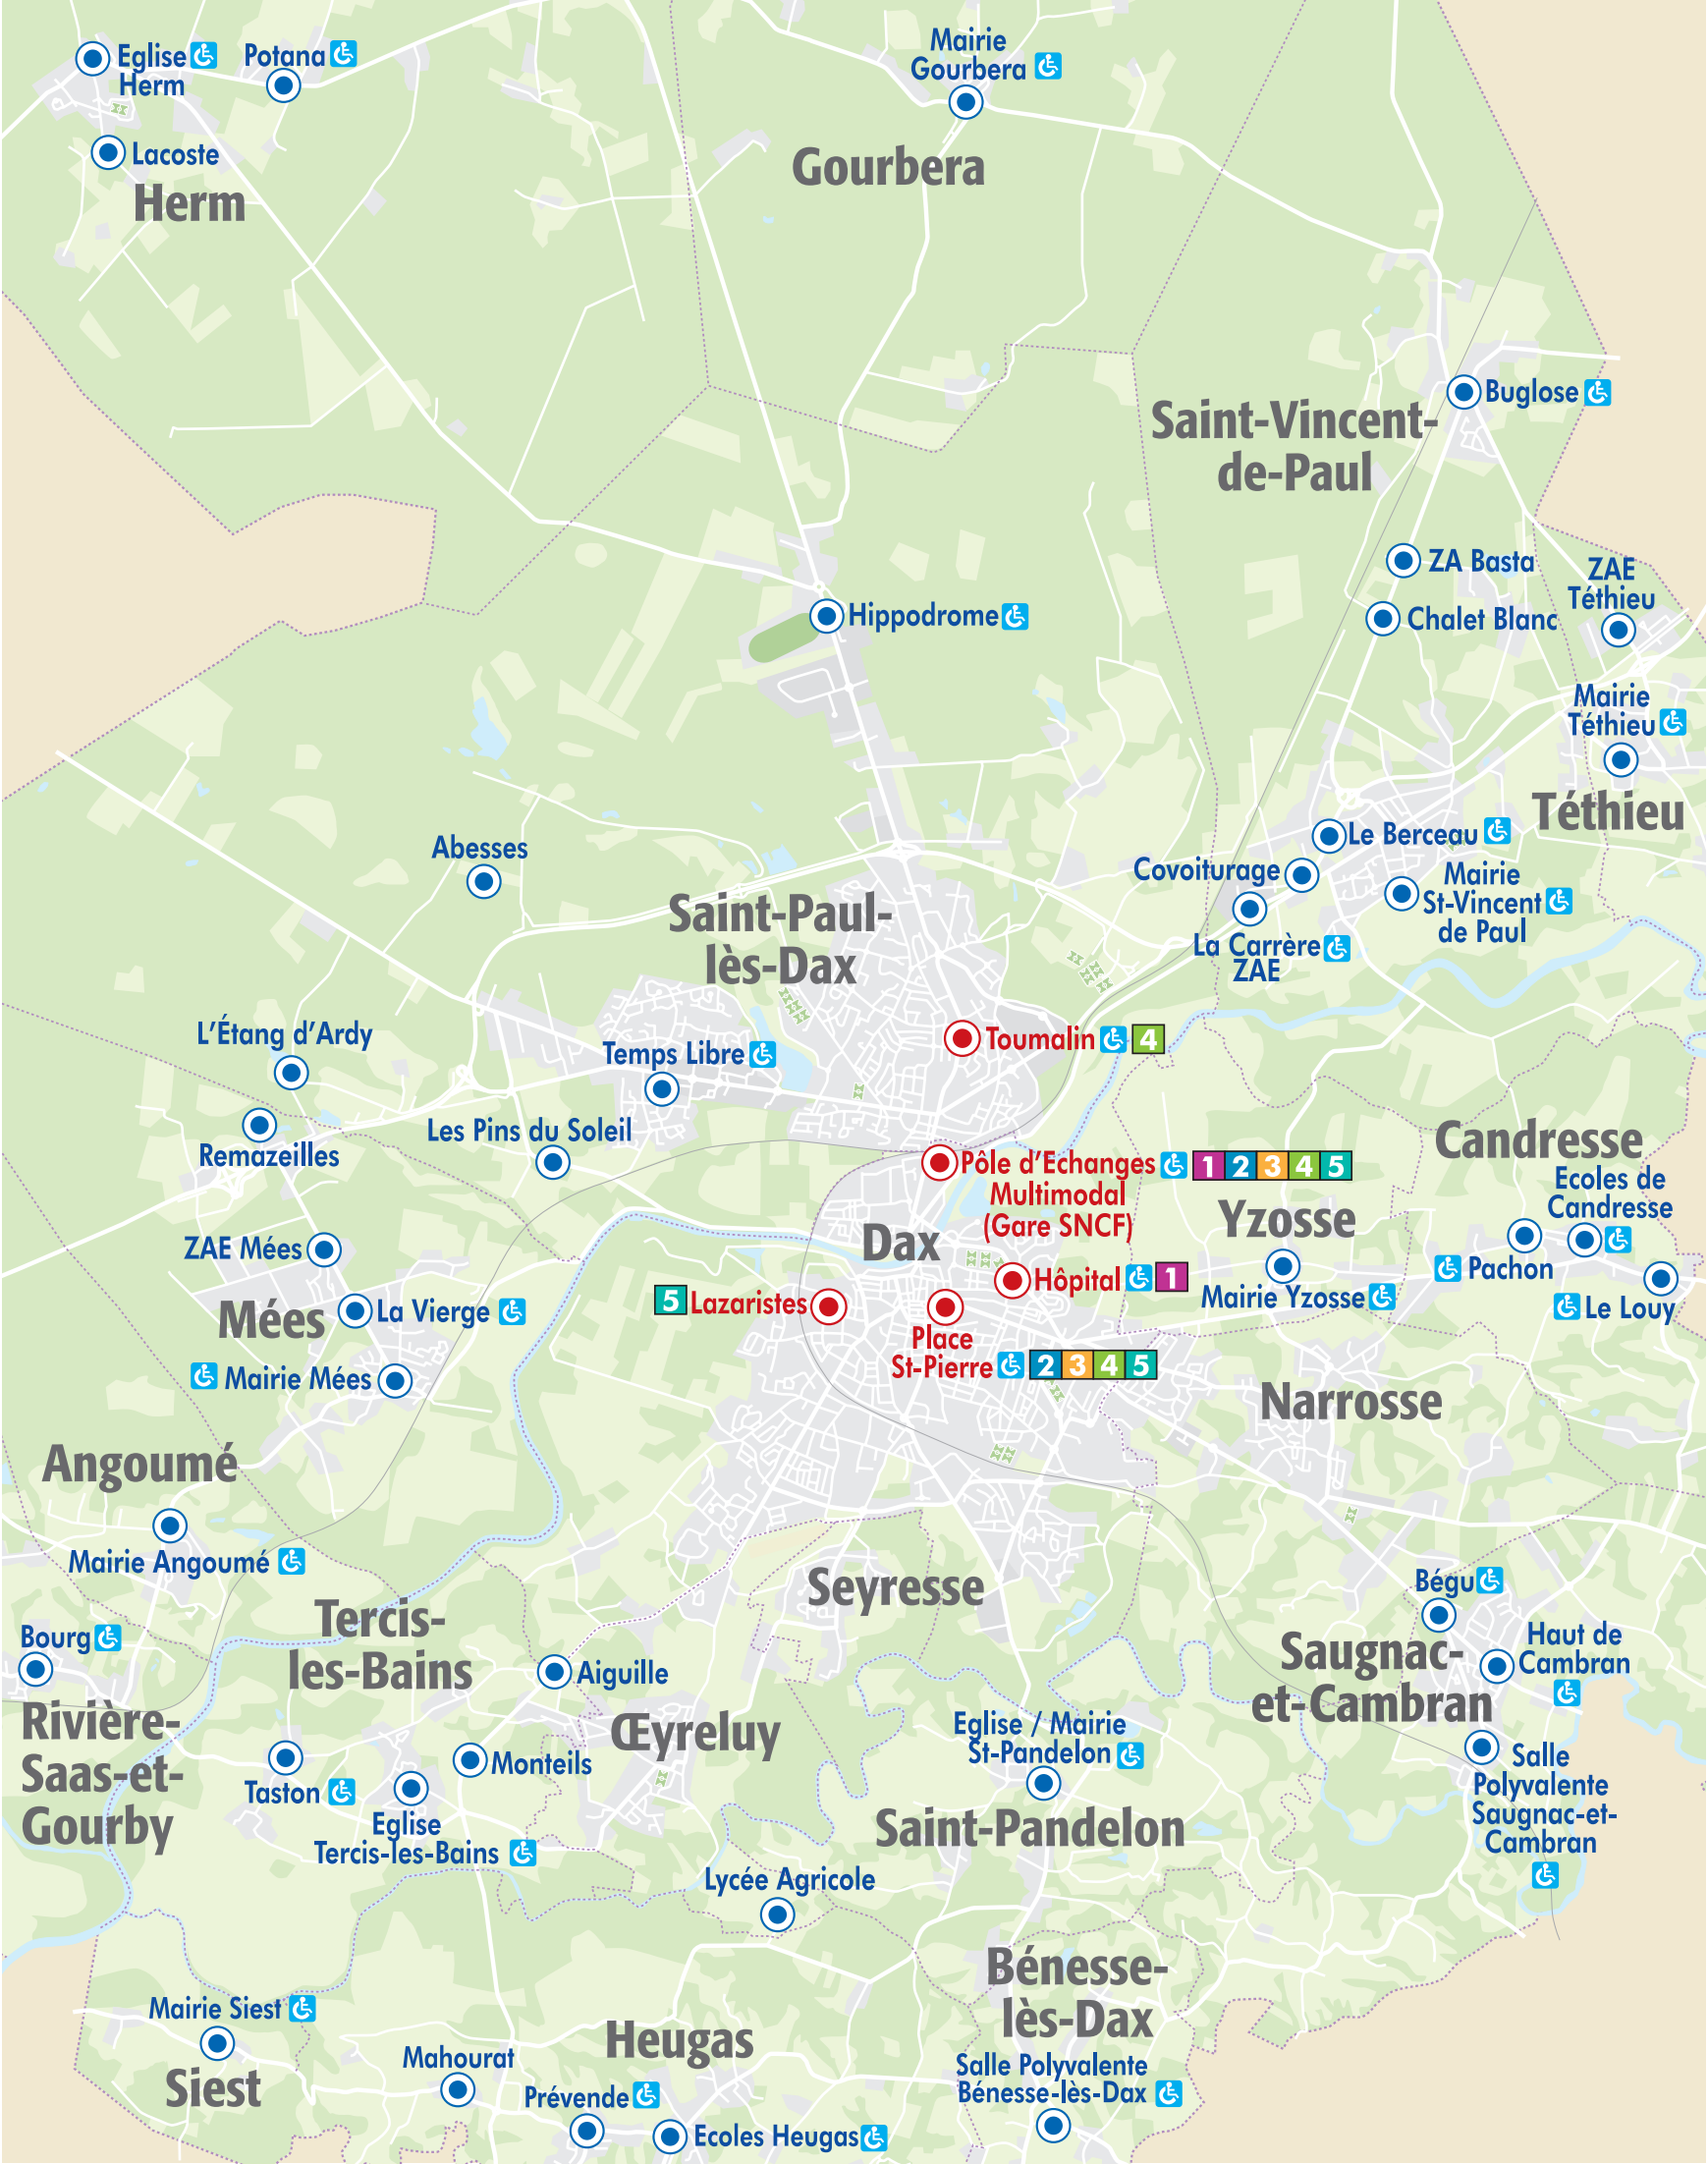 Eglise
Herm
Potana
Lacoste
Herm
Mairie
Gourbera
Gourbera
Buglose
Saint-Vincent-
de-Paul
ZA Basta
Chalet Blanc
ZAE
Téthieu
Hippodrome
Mairie
Téthieu
Téthieu
Le Berceau
Covoiturage
Mairie
St-Vincent
de Paul
La Carrère
ZAE
Abesses
Saint-Paul-
lès-Dax
L'Étang d'Ardy
Temps Libre
Toumalin 4
Remazeilles
Les Pins du Soleil
Pôle d'Echanges 1 2 3 4 5
Multimodal
(Gare SNCF)
Candresse
Ecoles de
Candresse
Yzosse
Dax
ZAE Mées
Pachon
Hôpital 1
Mairie Yzosse
Le Louy
5 Lazaristes
La Vierge
Mées
Place
St-Pierre 2 3 4 5
Mairie Mées
Narrosse
Angoumé
Mairie Angoumé
Seyresse
Bégu
Tercis-
les-Bains
Bourg
Haut de
Cambran
Saugnac-
et-Cambran
Aiguille
Rivière-
Saas-et-
Gourby
Œyreluy
Eglise / Mairie
St-Pandelon
Monteils
Taston
Salle
Polyvalente
Saugnac-et-
Cambran
Eglise
Tercis-les-Bains
Saint-Pandelon
Lycée Agricole
Bénesse-
lès-Dax
Mairie Siest
Siest
Heugas
Mahourat
Prévende
Salle Polyvalente
Bénesse-lès-Dax
Ecoles Heugas